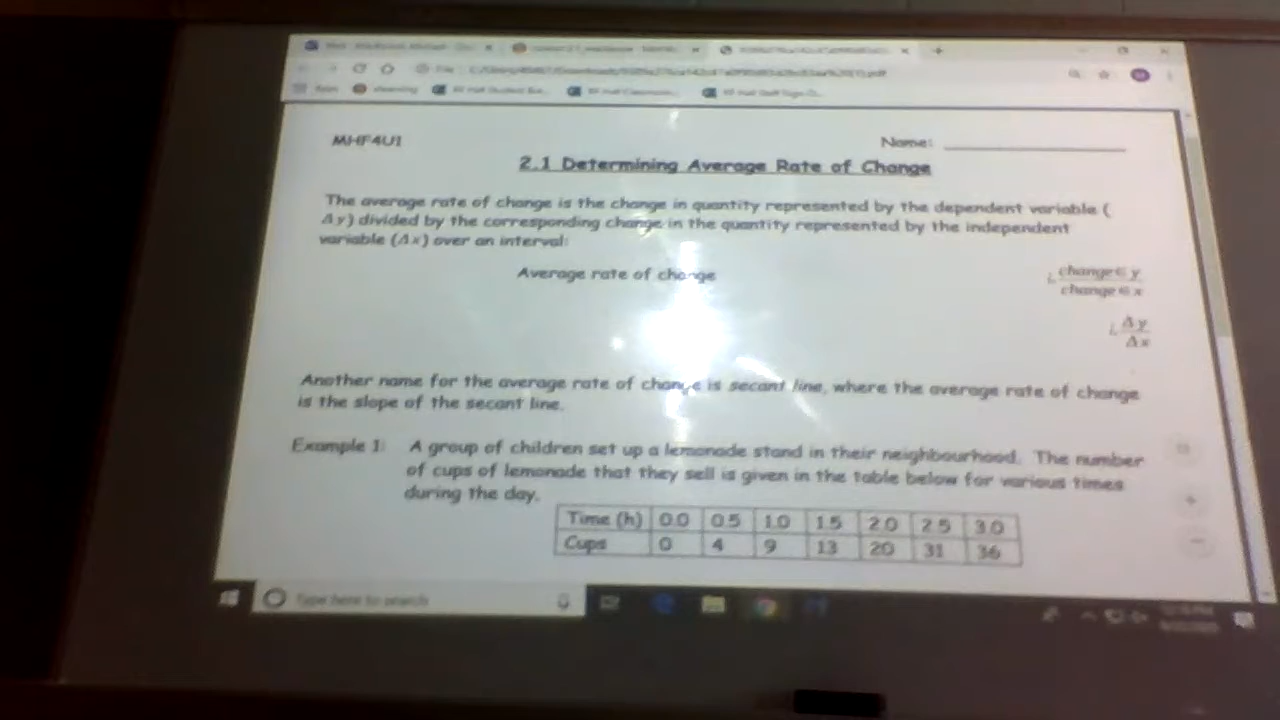 MHF4U1
Name:
2.1 Determining Average Rate of Change
The average rate of change is the change in quantity represented by the dependent variable (
Δy) divided by the corresponding change in the quantity represented by the independent
variable (Δx) over an interval:
Average rate of change
¿ change∈ y
change∈x
¿ Δy
Δx
Another name for the average rate of change is secant line, where the average rate of change
is the slope of the secant line.
Example 1: A group of children set up a lemonade stand in their neighbourhood. The number
of cups of lemonade that they sell is given in the table below for various times
during the day.
Time (h) 0.0 0.5 1.0 1.5 2.0 2.5 3.0
Cups 0 4 9 13 20 31 36
Type here to search